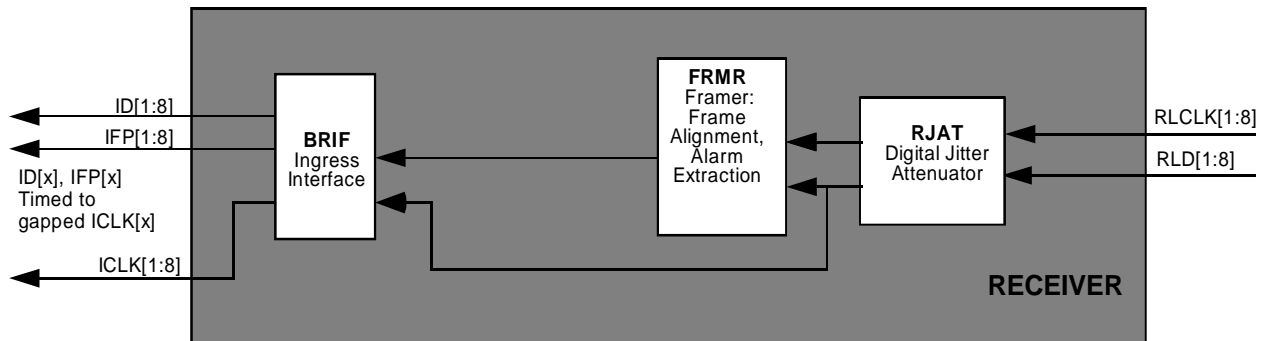 ID[1:8]
IFP[1:8]
ID[x], IFP[x]
Timed to
gapped ICLK[x]
ICLK[1:8]
BRIF
Ingress
Interface
FRMR
Framer:
Frame
Alignment,
Alarm
Extraction
RJAT
Digital Jitter
Attenuator
RLCLK[1:8]
RLD[1:8]
RECEIVER